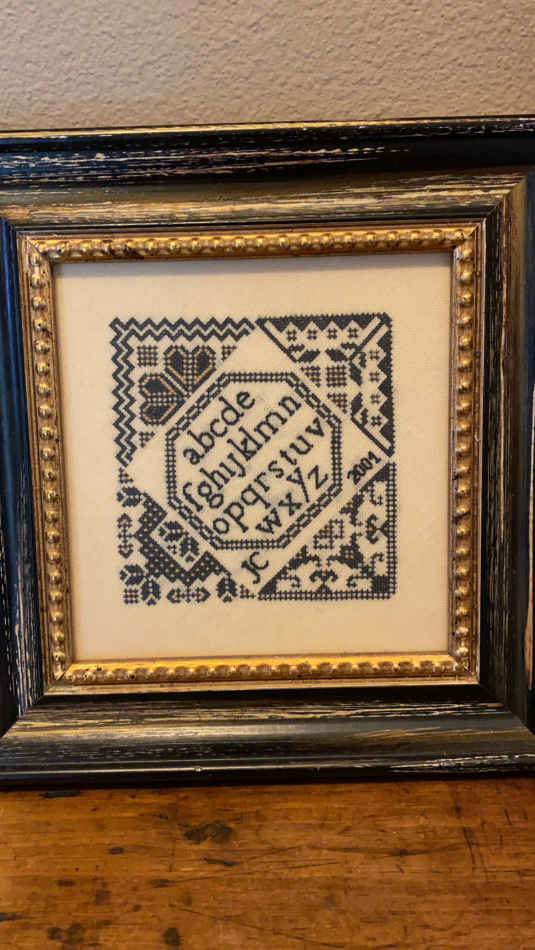 abcde
fghijklmn
opqrstuv
wxyz
2001
JC